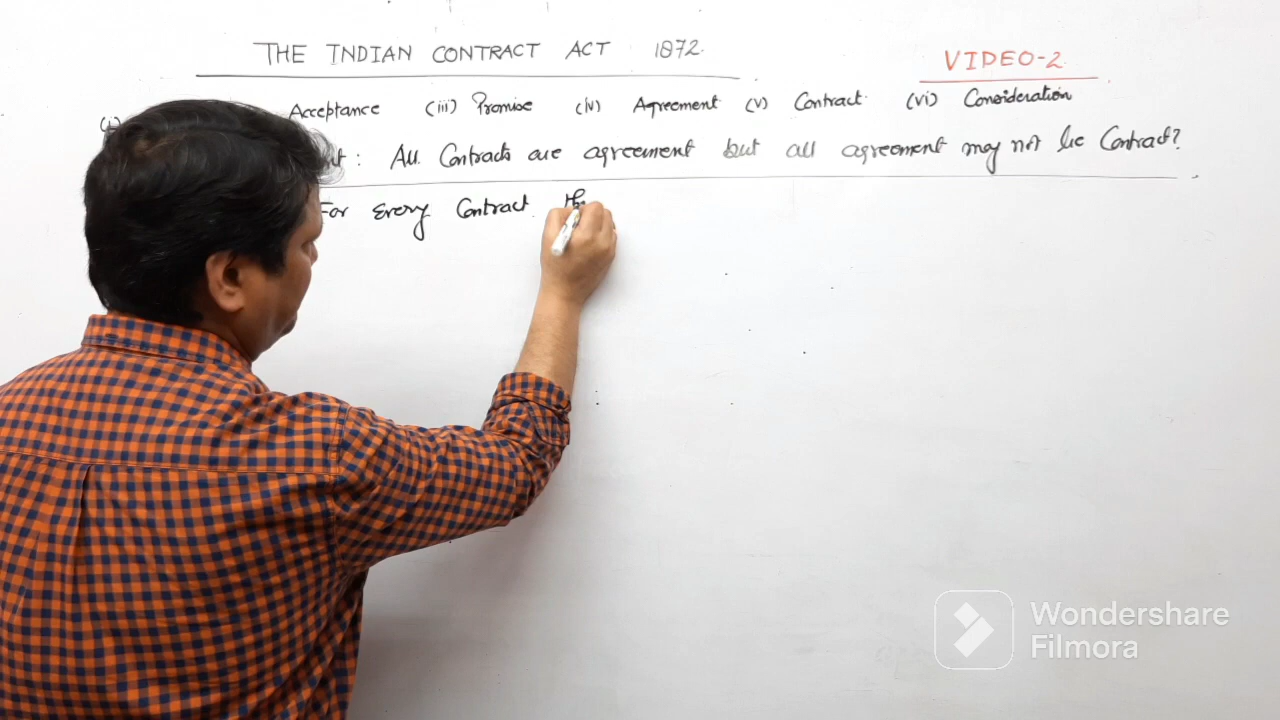 THE INDIAN CONTRACT ACT 1872.
VIDEO-2
Acceptance (iii) Promise (iv) Agreement (v) Contract (vi) Consideration
: All Contracts are agreement but all agreement may not be Contract?
For Every Contract
Wondershare
Filmora